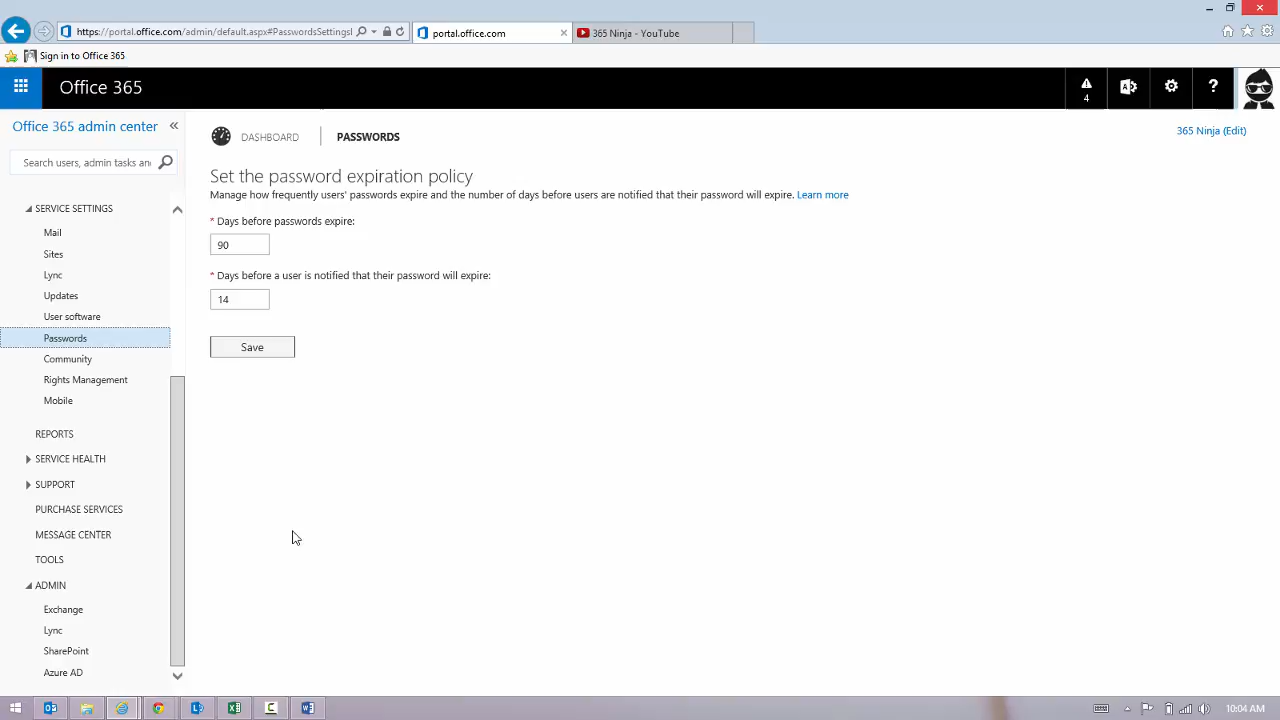 https://portal.office.com/admin/default.aspx#PasswordsSettingsI
portal.office.com
365 Ninja - YouTube
Sign in to Office 365
Office 365
4
?
Office 365 admin center
DASHBOARD
PASSWORDS
365 Ninja (Edit)
Search users, admin tasks and
Set the password expiration policy
Manage how frequently users' passwords expire and the number of days before users are notified that their password will expire. Learn more
SERVICE SETTINGS
* Days before passwords expire:
Mail
90
Sites
Lync
* Days before a user is notified that their password will expire:
Updates
14
User software
Passwords
Save
Community
Rights Management
Mobile
REPORTS
SERVICE HEALTH
SUPPORT
PURCHASE SERVICES
MESSAGE CENTER
TOOLS
ADMIN
Exchange
Lync
SharePoint
Azure AD
10:04 AM